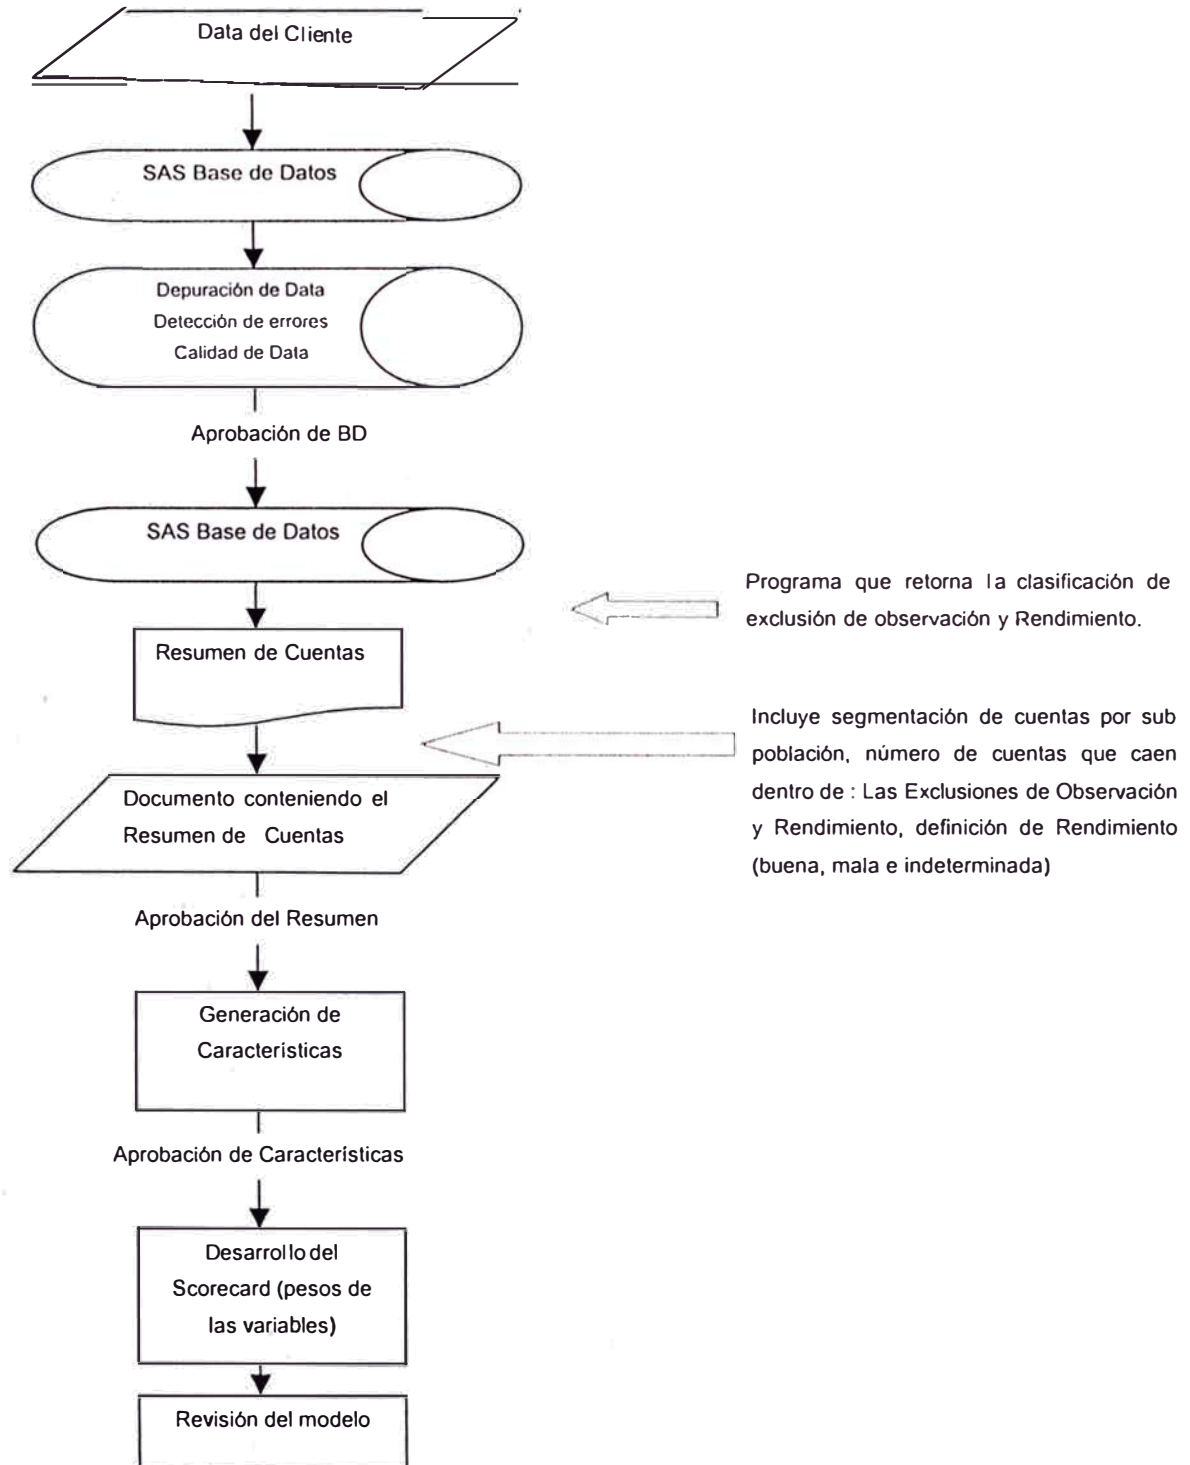 Data del Cliente
SAS Base de Datos
Depuración de Data
Detección de errores
Calidad de Data
Aprobación de BD
SAS Base de Datos
Programa que retorna la clasificación de
exclusión de observación y Rendimiento.
Resumen de Cuentas
Incluye segmentación de cuentas por sub
población, número de cuentas que caen
dentro de : Las Exclusiones de Observación
y Rendimiento, definición de Rendimiento
(buena, mala e indeterminada)
Documento conteniendo el
Resumen de Cuentas
Aprobación del Resumen
Generación de
Características
Aprobación de Características
Desarrollo del
Scorecard (pesos de
las variables)
Revisión del modelo